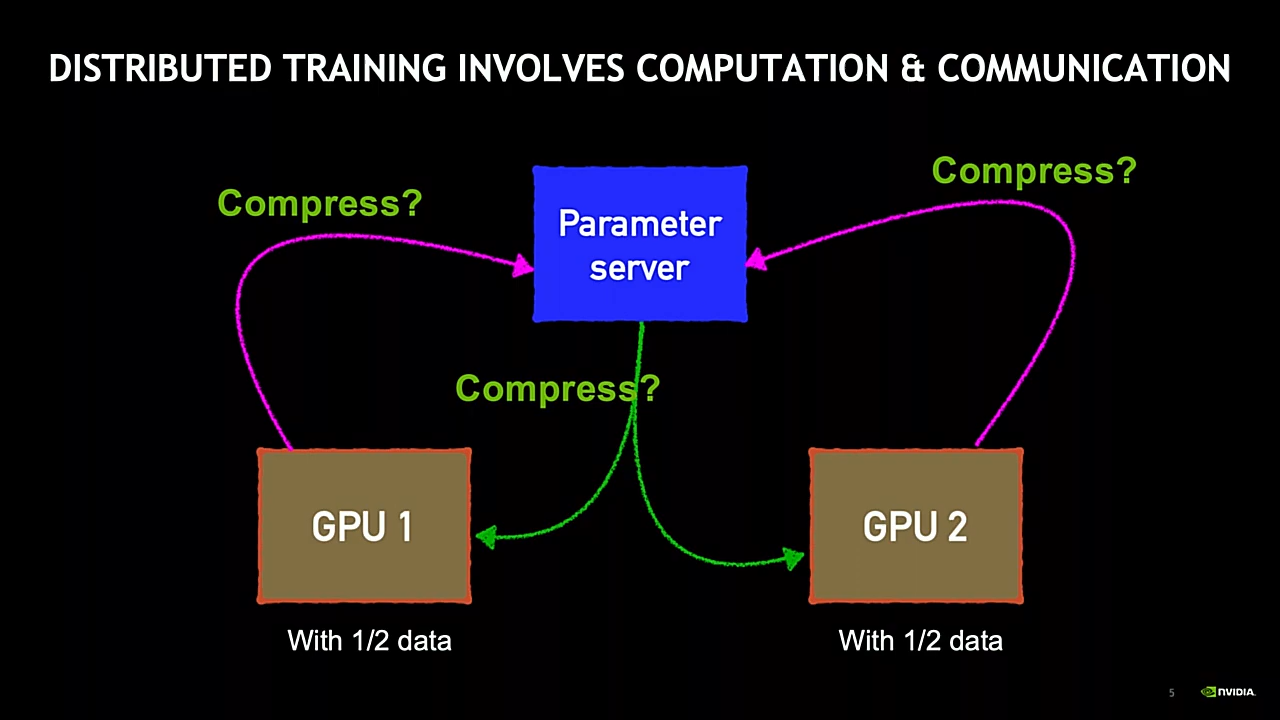 DISTRIBUTED TRAINING INVOLVES COMPUTATION & COMMUNICATION
Compress?
Compress?
Parameter
server
Compress?
GPU 1
GPU 2
With 1/2 data
With 1/2 data
5
NVIDIA.